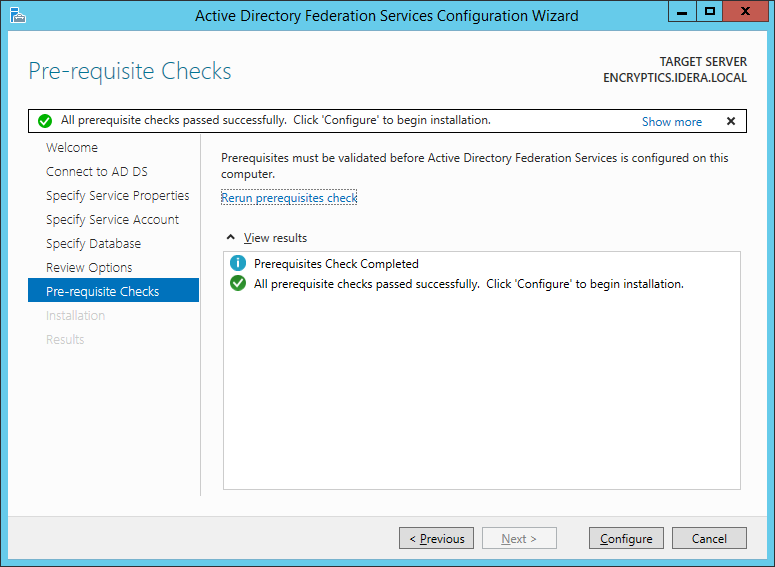 Active Directory Federation Services Configuration Wizard
Pre-requisite Checks
TARGET SERVER
ENCRYPTICS.IDERA.LOCAL
All prerequisite checks passed successfully. Click 'Configure' to begin installation.
Show more
Welcome
Connect to AD DS
Specify Service Properties
Specify Service Account
Specify Database
Review Options
Pre-requisite Checks
Installation
Results
Prerequisites must be validated before Active Directory Federation Services is configured on this
computer.
Rerun prerequisites check
View results
Prerequisites Check Completed
All prerequisite checks passed successfully. Click 'Configure' to begin installation.
< Previous
Next >
Configure
Cancel